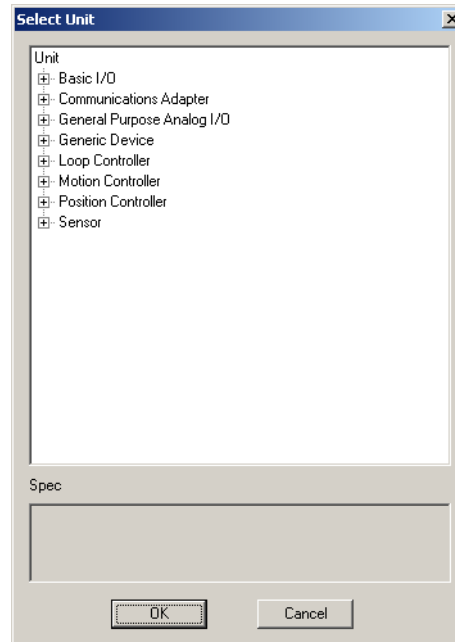 Select Unit
Unit
Basic I/O
Communications Adapter
General Purpose Analog I/O
Generic Device
Loop Controller
Motion Controller
Position Controller
Sensor
Spec
OK
Cancel